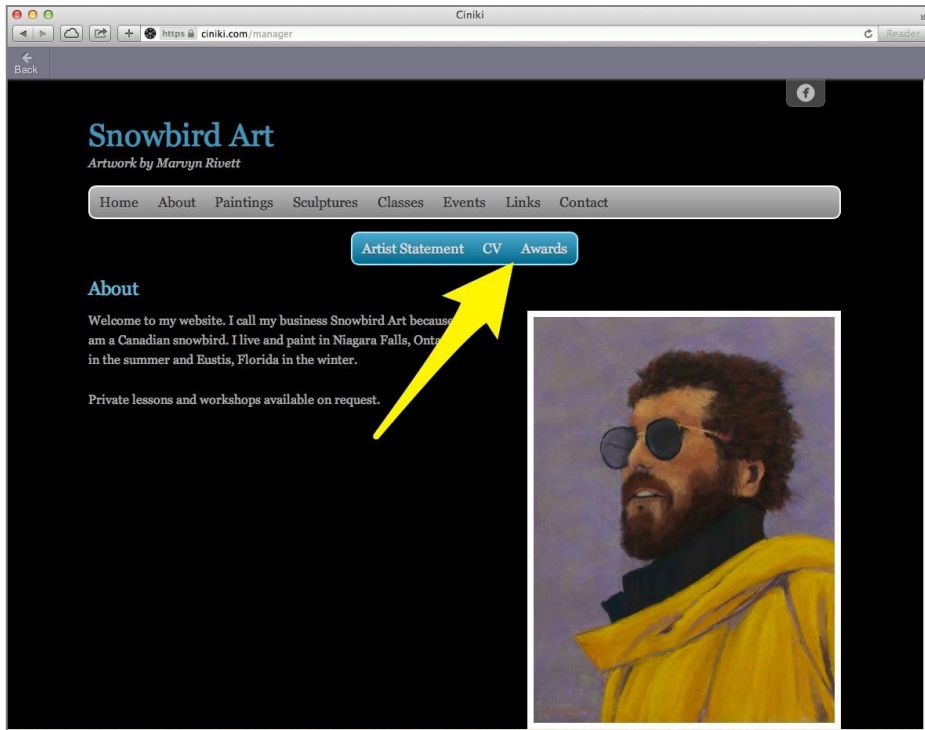 Ciniki
https ciniki.com/manager
Reader
Back
Snowbird Art
Artwork by Marvyn Rivett
Home About Paintings Sculptures Classes Events Links Contact
Artist Statement CV Awards
About
Welcome to my website. I call my business Snowbird Art because
am a Canadian snowbird. I live and paint in Niagara Falls, Onta
in the summer and Eustis, Florida in the winter.
Private lessons and workshops available on request.